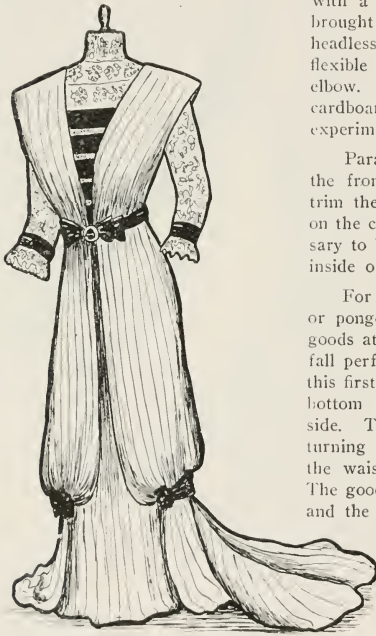 with a
brought
headless
flexible
elbow.
cardboar
experim
Para
the fron
trim the
on the c
sary to
inside o
For
or pong
goods at
fall perf
this first
bottom
side. T
turning
the wais
The goo
and the